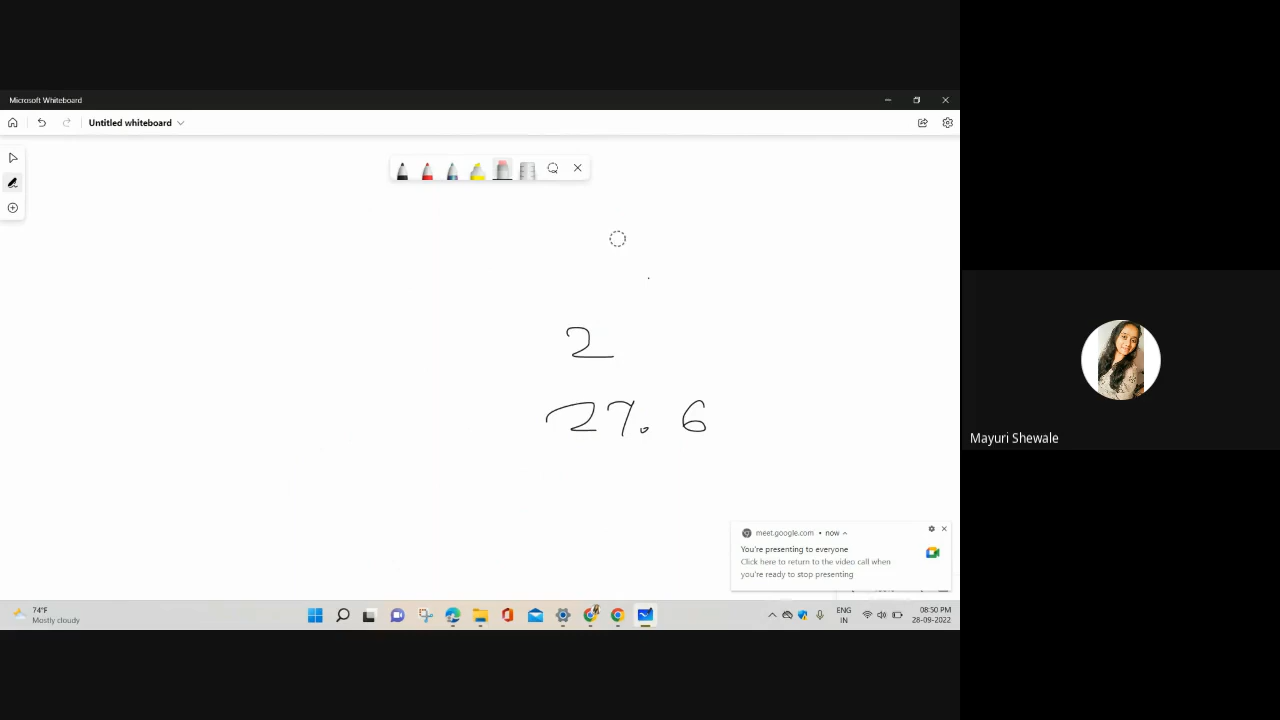 Microsoft Whiteboard
Untitled whiteboard
2
27. 6
Mayuri Shewale
meet.google.com • now
You're presenting to everyone
Click here to return to the video call when
you're ready to stop presenting
74°F
Mostly cloudy
ENG
IN
08:50 PM
28-09-2022